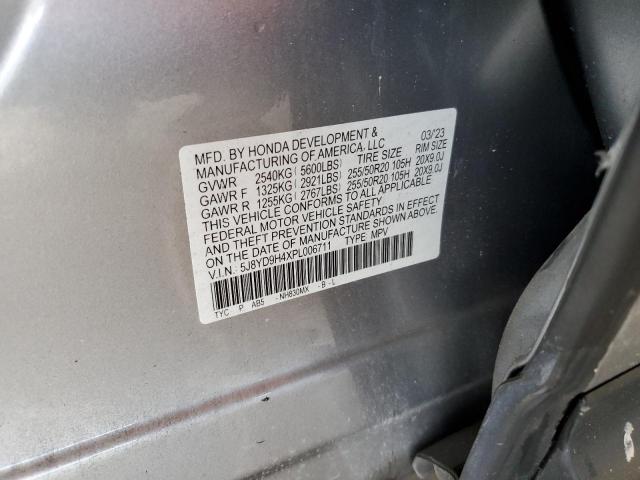 MFD. BY HONDA DEVELOPMENT & 03/'23
MANUFACTURING OF AMERICA, LLC
GVWR 2540KG (5600LBS) TIRE SIZE RIM SIZE
GAWR F 1325KG (2921LBS) 255/50R20 105H 20X9.0J
GAWR R 1255KG (2767LBS) 255/50R20 105H 20X9.0J
THIS VEHICLE CONFORMS TO ALL APPLICABLE
FEDERAL MOTOR VEHICLE SAFETY
AND THEFT PREVENTION STANDARDS IN EFFECT
ON THE DATE OF MANUFACTURE SHOWN ABOVE.
V.I.N.: 5J8YD9H4XPL006711 TYPE MPV
TYC P AB5 -NH830MX -B -L